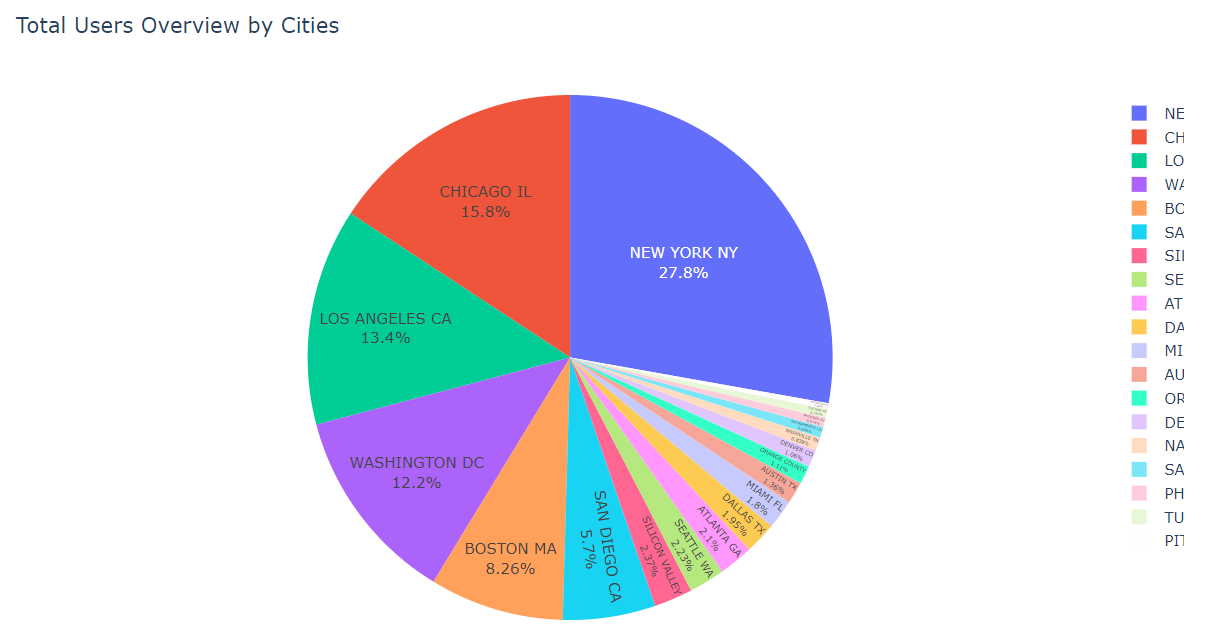 Total Users Overview by Cities
NEW YORK NY
27.8%
CHICAGO IL
15.8%
LOS ANGELES CA
13.4%
WASHINGTON DC
12.2%
BOSTON MA
8.26%
SAN DIEGO CA
5.7%
SILICON VALLEY
2.37%
SEATTLE WA
2.23%
ATLANTA GA
2.1%
DALLAS TX
1.95%
MIAMI FL
1.8%
AUSTIN TX
1.36%
ORANGE COUNTY
1.11%
DENVER CO
1.06%
NASHVILLE TN
NE
CH
LO
WA
BO
SA
SIL
SE
AT
DA
MI
AU
OR
DE
NA
SA
PH
TU
PIT